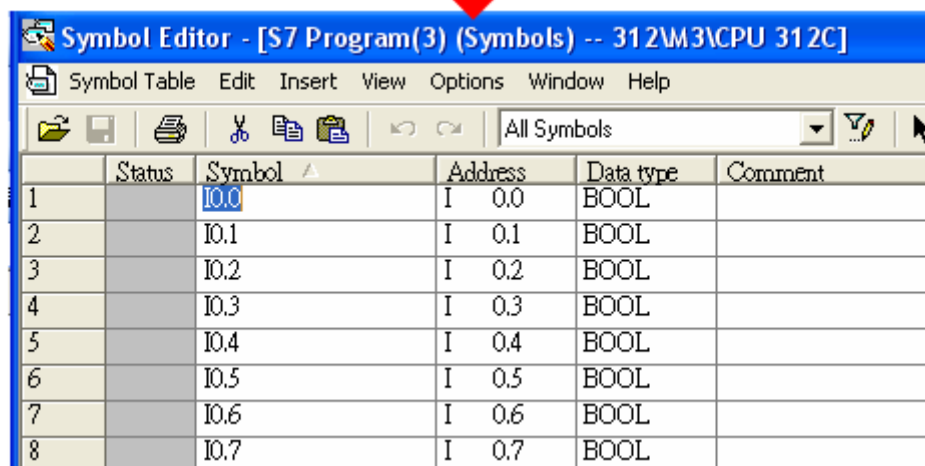 Symbol Editor - [S7 Program(3) (Symbols) -- 312\M3\CPU 312C]
Symbol Table Edit Insert View Options Window Help
All Symbols
Status Symbol Address Data type Comment
1 I0.0 I 0.0 BOOL
2 I0.1 I 0.1 BOOL
3 I0.2 I 0.2 BOOL
4 I0.3 I 0.3 BOOL
5 I0.4 I 0.4 BOOL
6 I0.5 I 0.5 BOOL
7 I0.6 I 0.6 BOOL
8 I0.7 I 0.7 BOOL